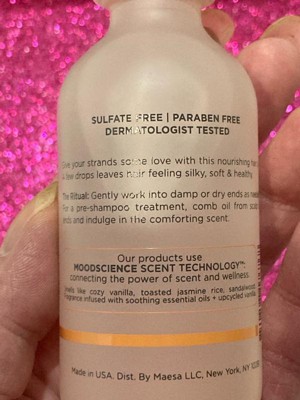 SULFATE FREE | PARABEN FREE
DERMATOLOGIST TESTED
your strands some love with this nourishing
few drops leaves hair feeling silky, soft & healthy
The Ritual: Gently work into damp or dry ends as
For a pre-shampoo treatment, comb oil from
ends and indulge in the comforting scent.
Our products use
MOODSCIENCE SCENT TECHNOLOGY™:
connecting the power of scent and wellness.
Smells like cozy vanilla, toasted jasmine rice, sandalwood.
Fragrance infused with soothing essential oils + upcycled vanilla
Made in USA. Dist. By Maesa LLC, New York, NY